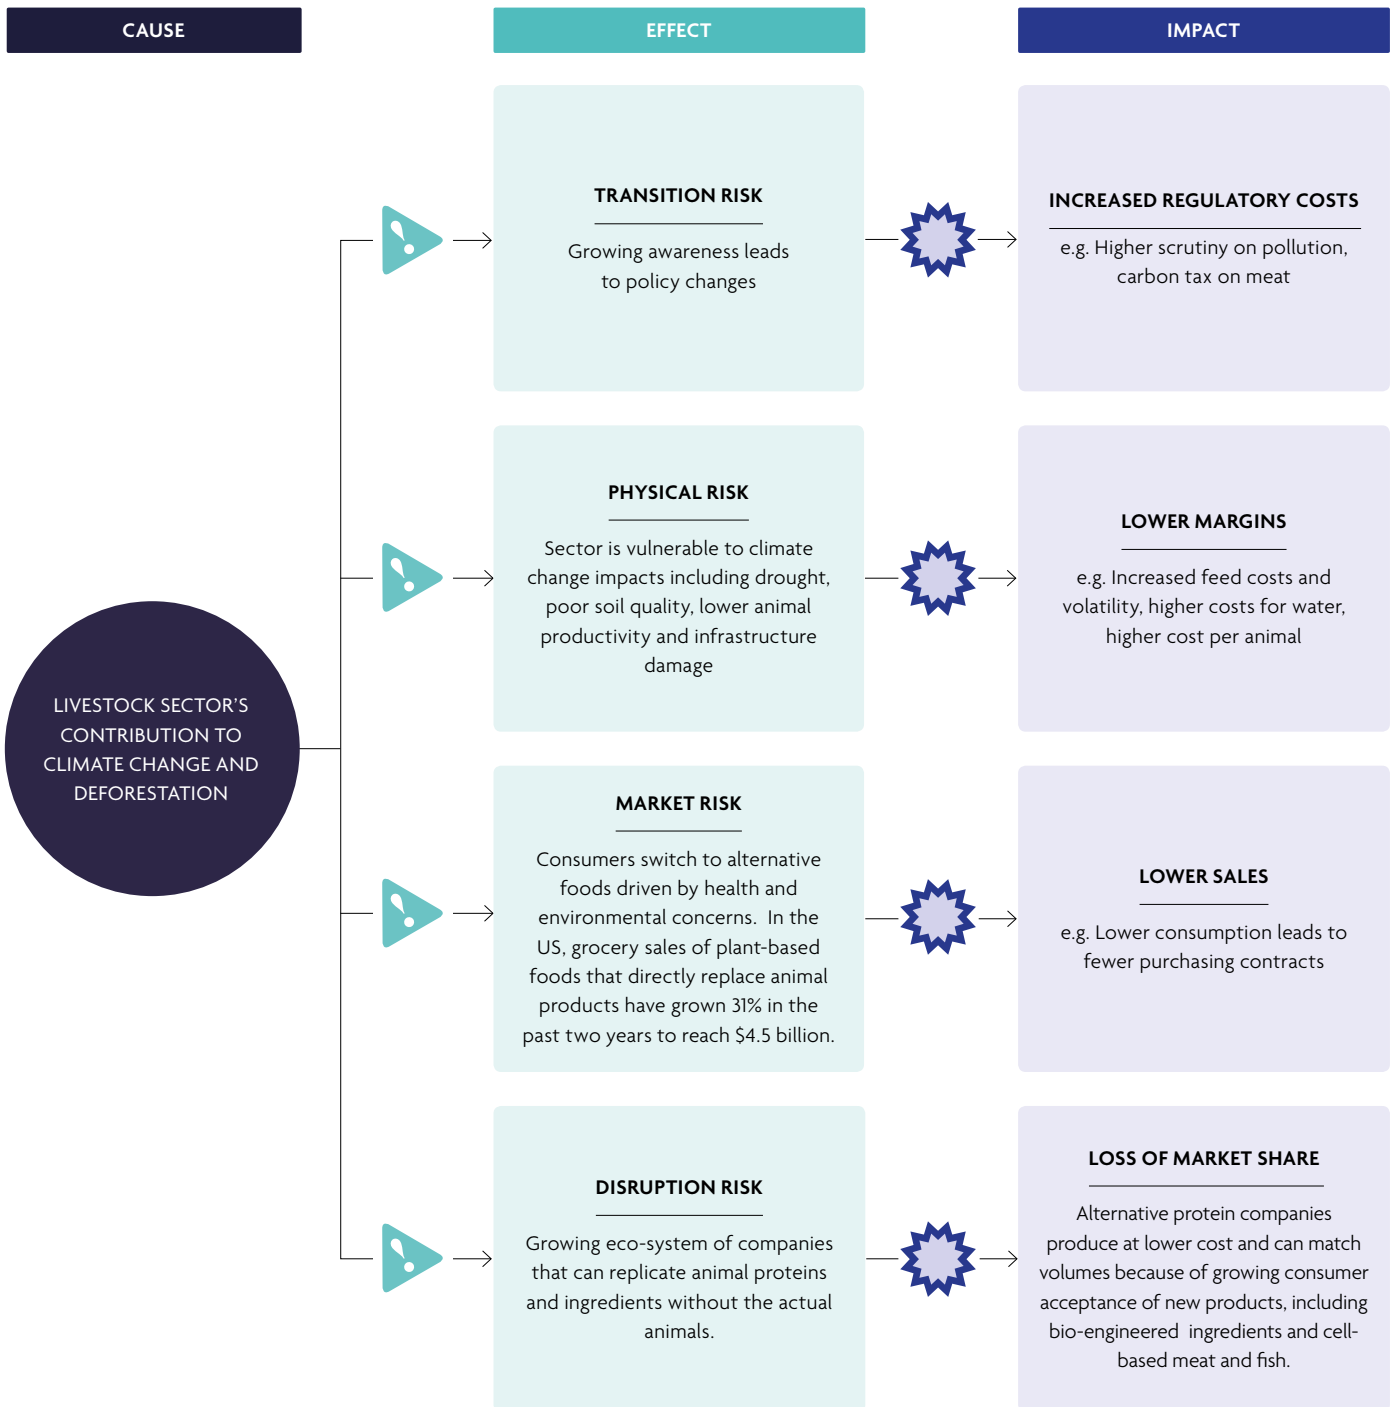 CAUSE
EFFECT
IMPACT
LIVESTOCK SECTOR’S
CONTRIBUTION TO
CLIMATE CHANGE AND
DEFORESTATION
TRANSITION RISK
Growing awareness leads
to policy changes
INCREASED REGULATORY COSTS
e.g. Higher scrutiny on pollution,
carbon tax on meat
PHYSICAL RISK
Sector is vulnerable to climate
change impacts including drought,
poor soil quality, lower animal
productivity and infrastructure
damage
LOWER MARGINS
e.g. Increased feed costs and
volatility, higher costs for water,
higher cost per animal
MARKET RISK
Consumers switch to alternative
foods driven by health and
environmental concerns.  In the
US, grocery sales of plant-based
foods that directly replace animal
products have grown 31% in the
past two years to reach $4.5 billion.
LOWER SALES
e.g. Lower consumption leads to
fewer purchasing contracts
DISRUPTION RISK
Growing eco-system of companies
that can replicate animal proteins
and ingredients without the actual
animals.
LOSS OF MARKET SHARE
Alternative protein companies
produce at lower cost and can match
volumes because of growing consumer
acceptance of new products, including
bio-engineered  ingredients and cell-
based meat and fish.